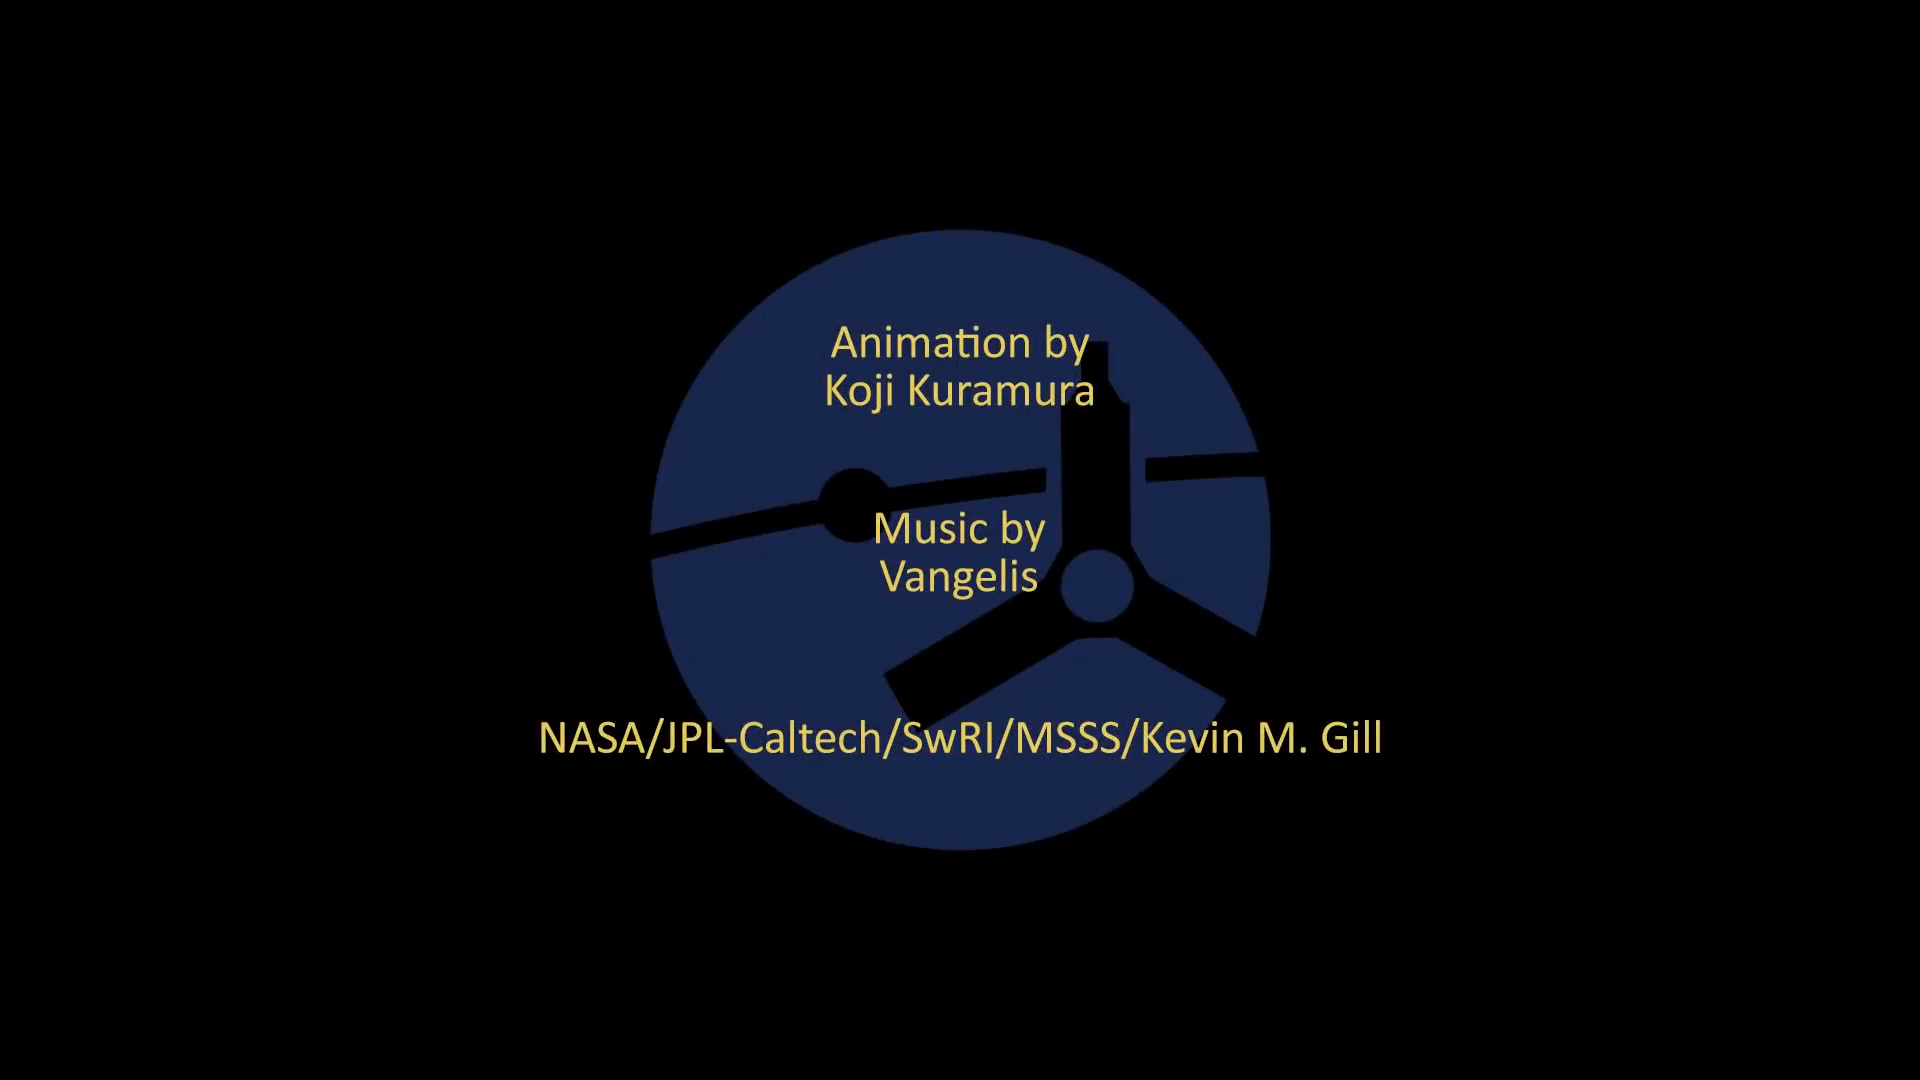 Animation by
Koji Kuramura
Music by
Vangelis
NASA/JPL-Caltech/SwRI/MSSS/Kevin M. Gill